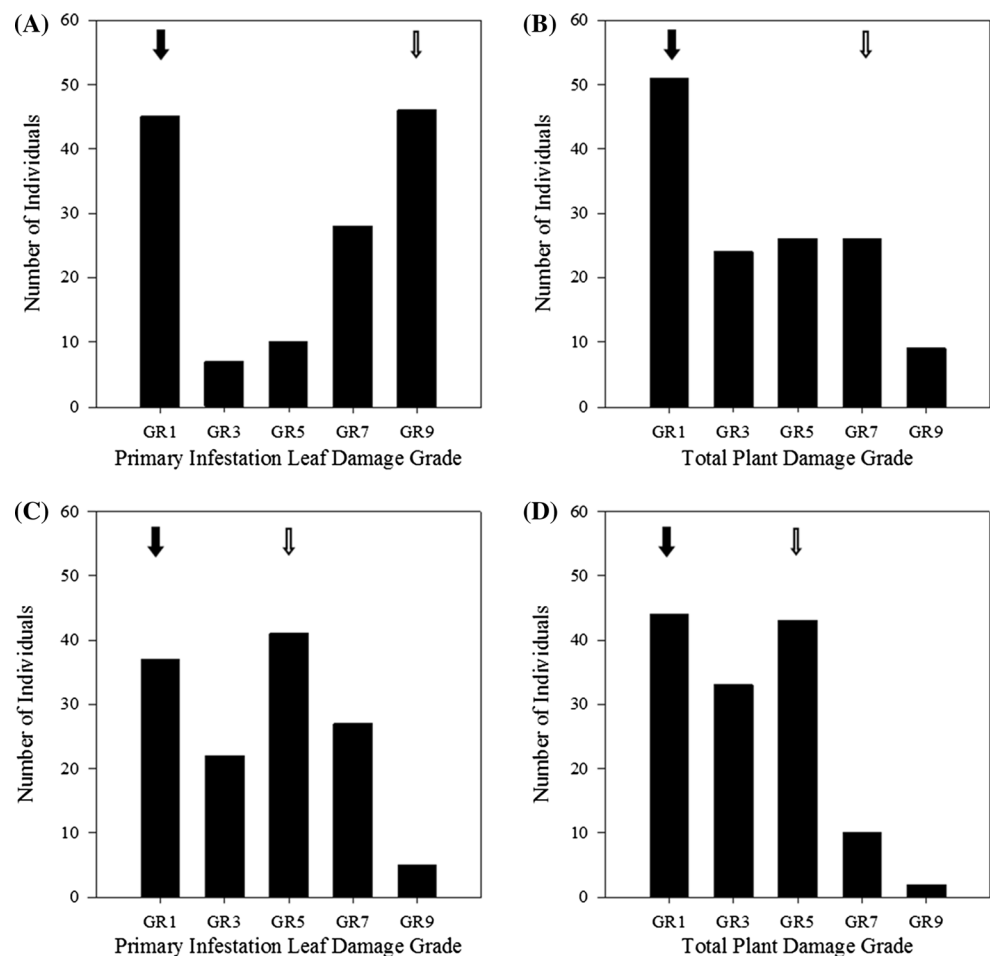 (A)
60
50
40
30
20
10
0
Number of Individuals
GR1 GR3 GR5 GR7 GR9
Primary Infestation Leaf Damage Grade
(B)
60
50
40
30
20
10
0
Number of Individuals
GR1 GR3 GR5 GR7 GR9
Total Plant Damage Grade
(C)
60
50
40
30
20
10
0
Number of Individuals
GR1 GR3 GR5 GR7 GR9
Primary Infestation Leaf Damage Grade
(D)
60
50
40
30
20
10
0
Number of Individuals
GR1 GR3 GR5 GR7 GR9
Total Plant Damage Grade